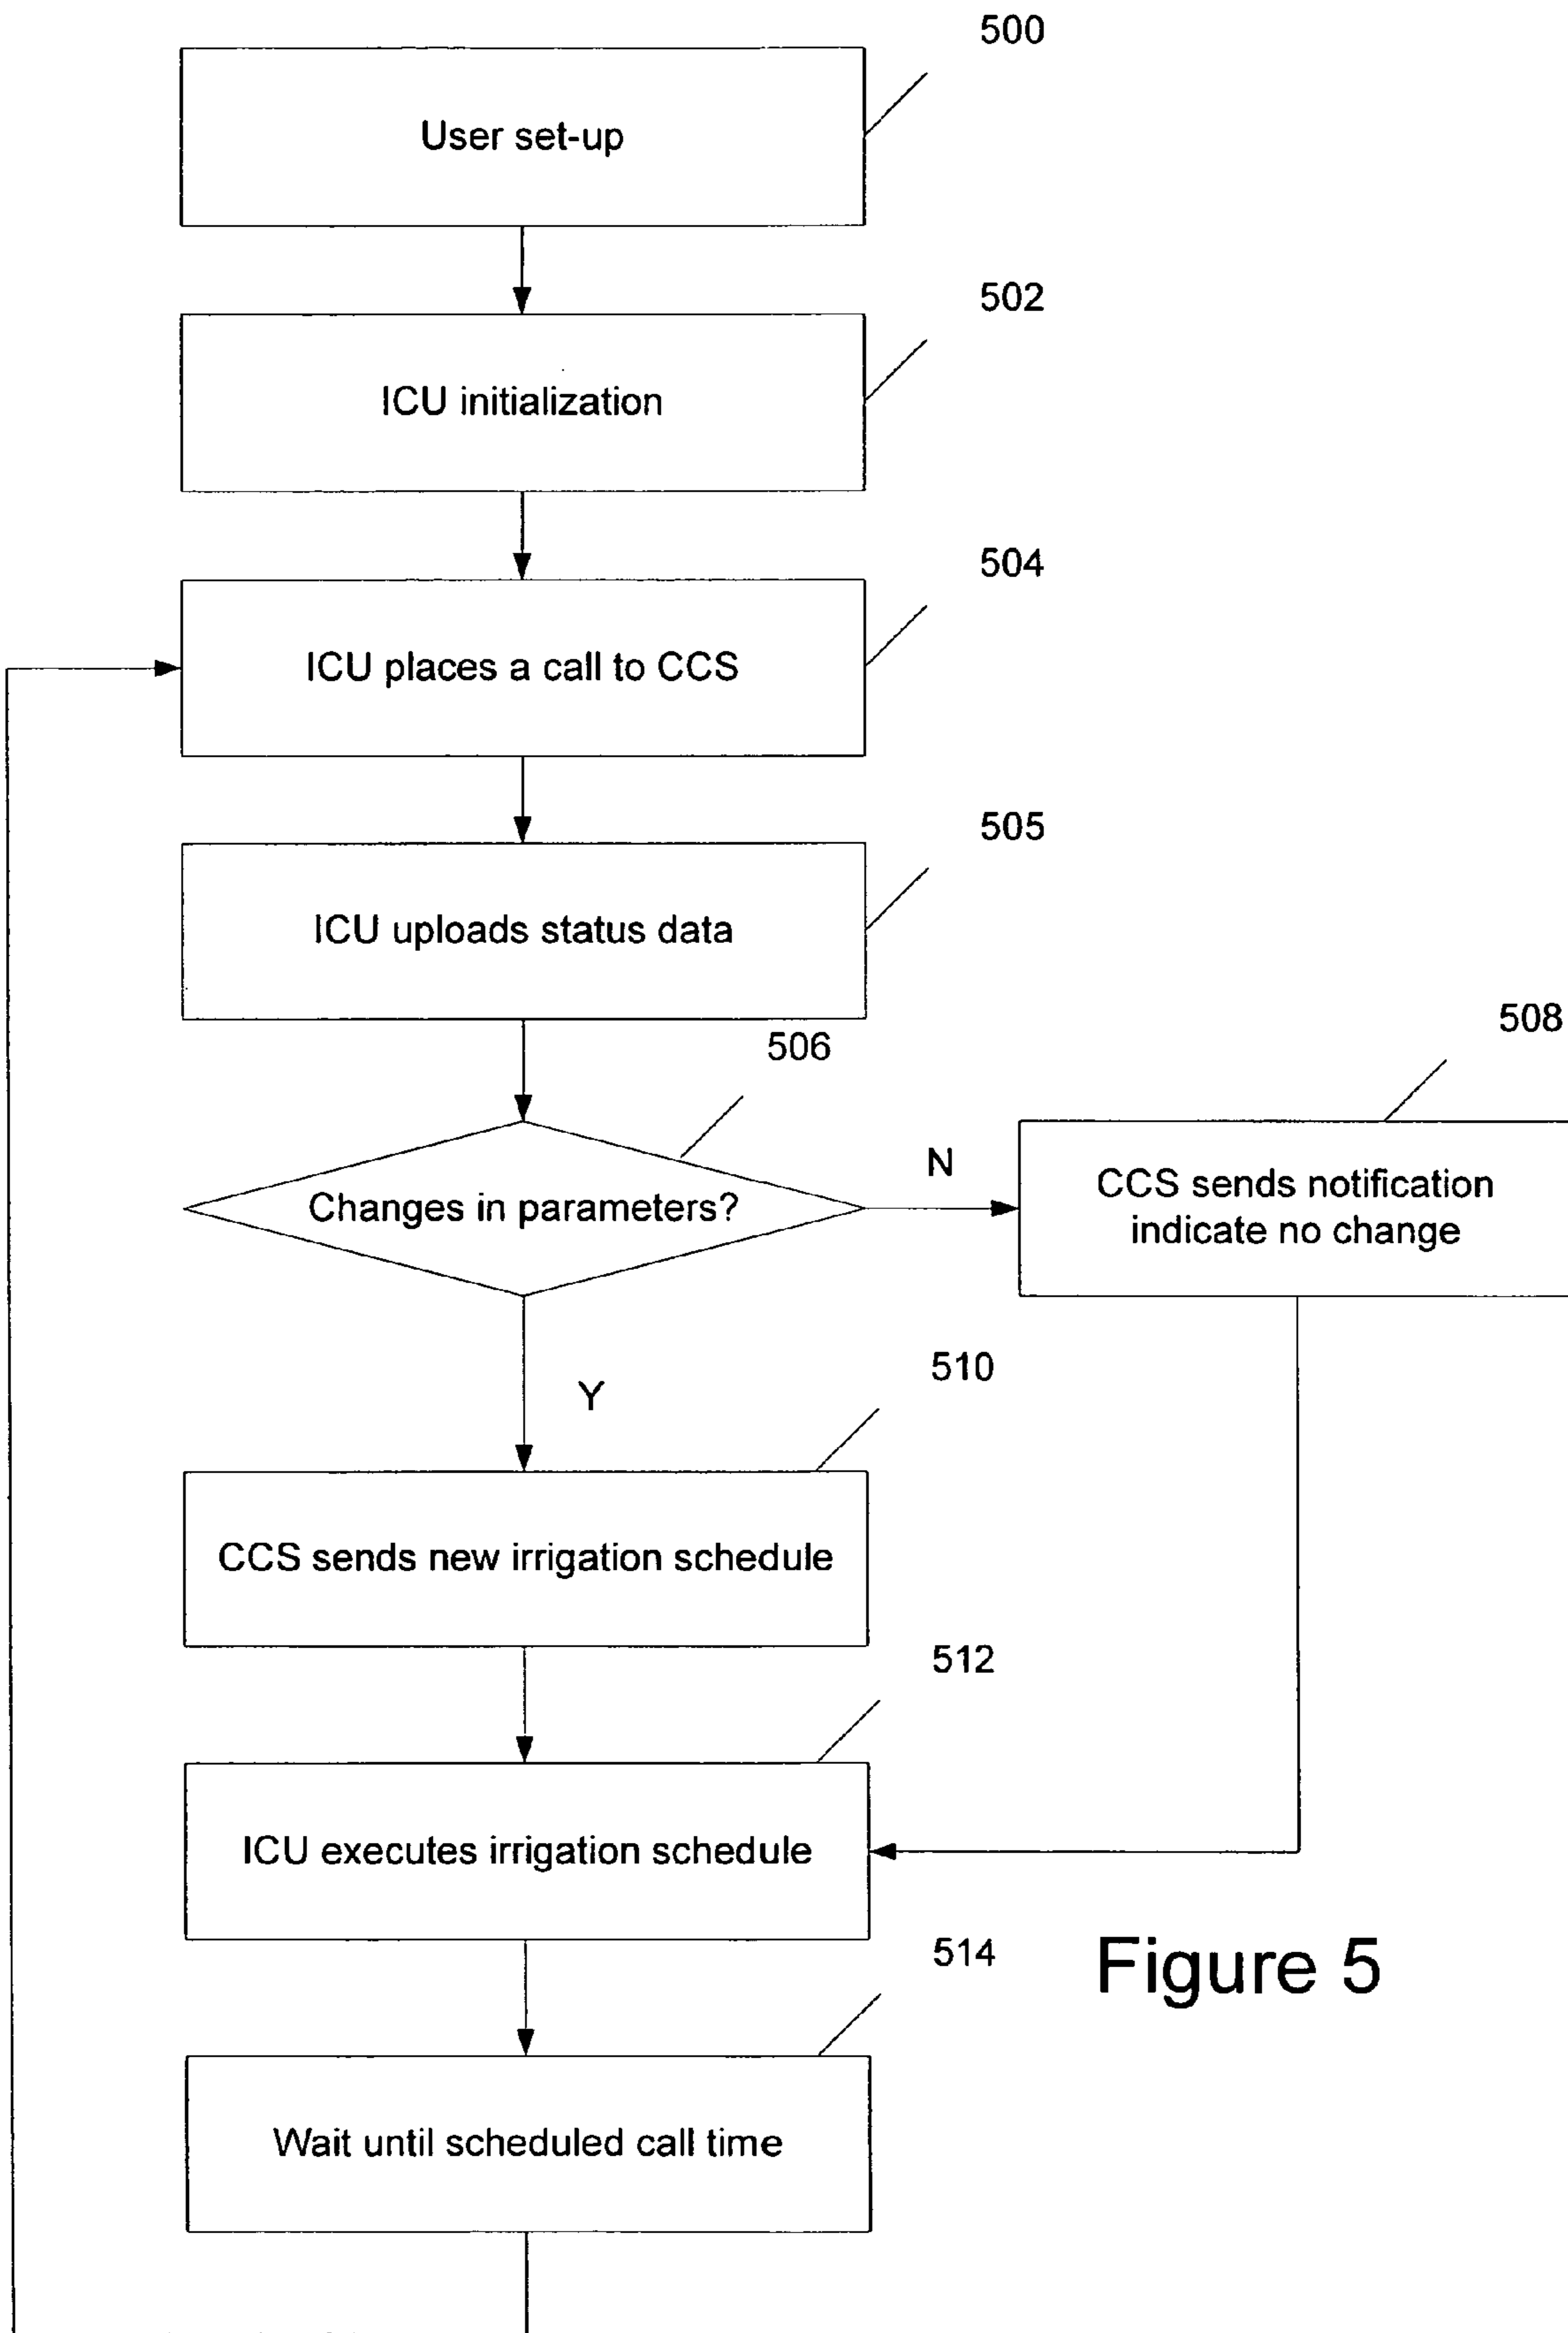 500
User set-up
502
ICU initialization
504
ICU places a call to CCS
505
ICU uploads status data
506
508
Changes in parameters?
N
CCS sends notification
indicate no change
Y
510
CCS sends new irrigation schedule
512
ICU executes irrigation schedule
514
Figure 5
Wait until scheduled call time